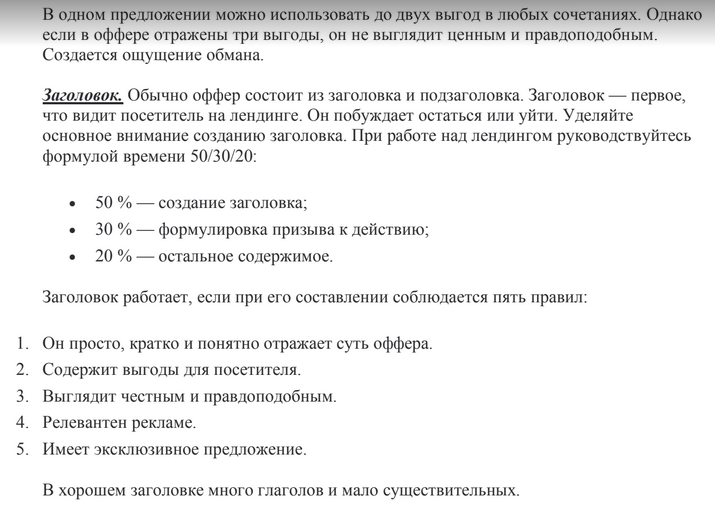 В одном предложении можно использовать до двух выгод в любых сочетаниях. Однако
если в оффере отражены три выгоды, он не выглядит ценным и правдоподобным.
Создается ощущение обмана.
Заголовок. Обычно оффер состоит из заголовка и подзаголовка. Заголовок — первое,
что видит посетитель на лендинге. Он побуждает остаться или уйти. Уделяйте
основное внимание созданию заголовка. При работе над лендингом руководствуйтесь
формулой времени 50/30/20:
• 50 % — создание заголовка;
• 30 % — формулировка призыва к действию;
• 20 % — остальное содержимое.
Заголовок работает, если при его составлении соблюдается пять правил:
1. Он просто, кратко и понятно отражает суть оффера.
2. Содержит выгоды для посетителя.
3. Выглядит честным и правдоподобным.
4. Релевантен рекламе.
5. Имеет эксклюзивное предложение.
В хорошем заголовке много глаголов и мало существительных.